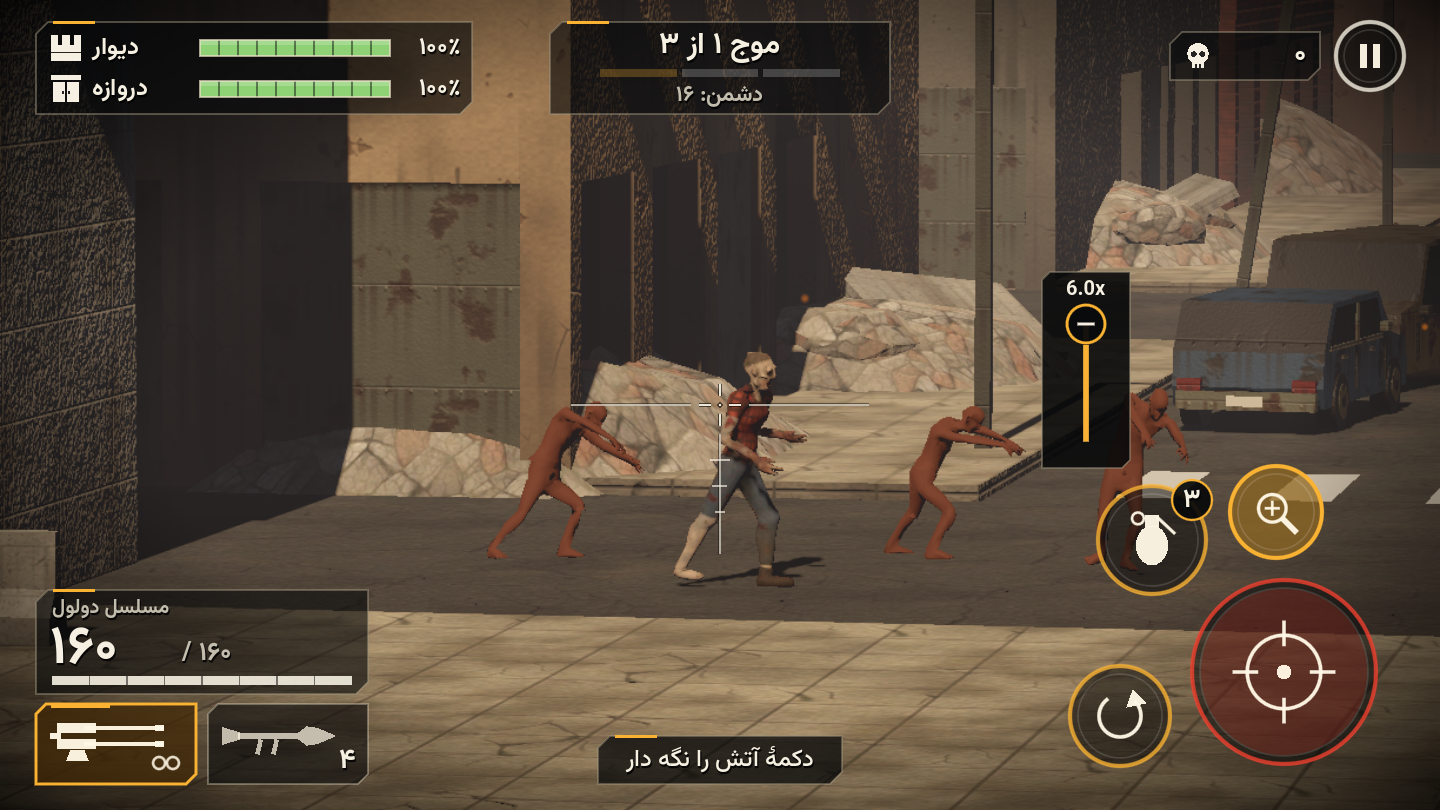 دیوار ۱۰۰٪
دروازه ۱۰۰٪
موج ۱ از ۳
دشمن: ۱۶
۰
6.0x
۳
مسلسل دولول
۱۶۰ / ۱۶۰
∞
۴
دکمهٔ آتش را نگه دار